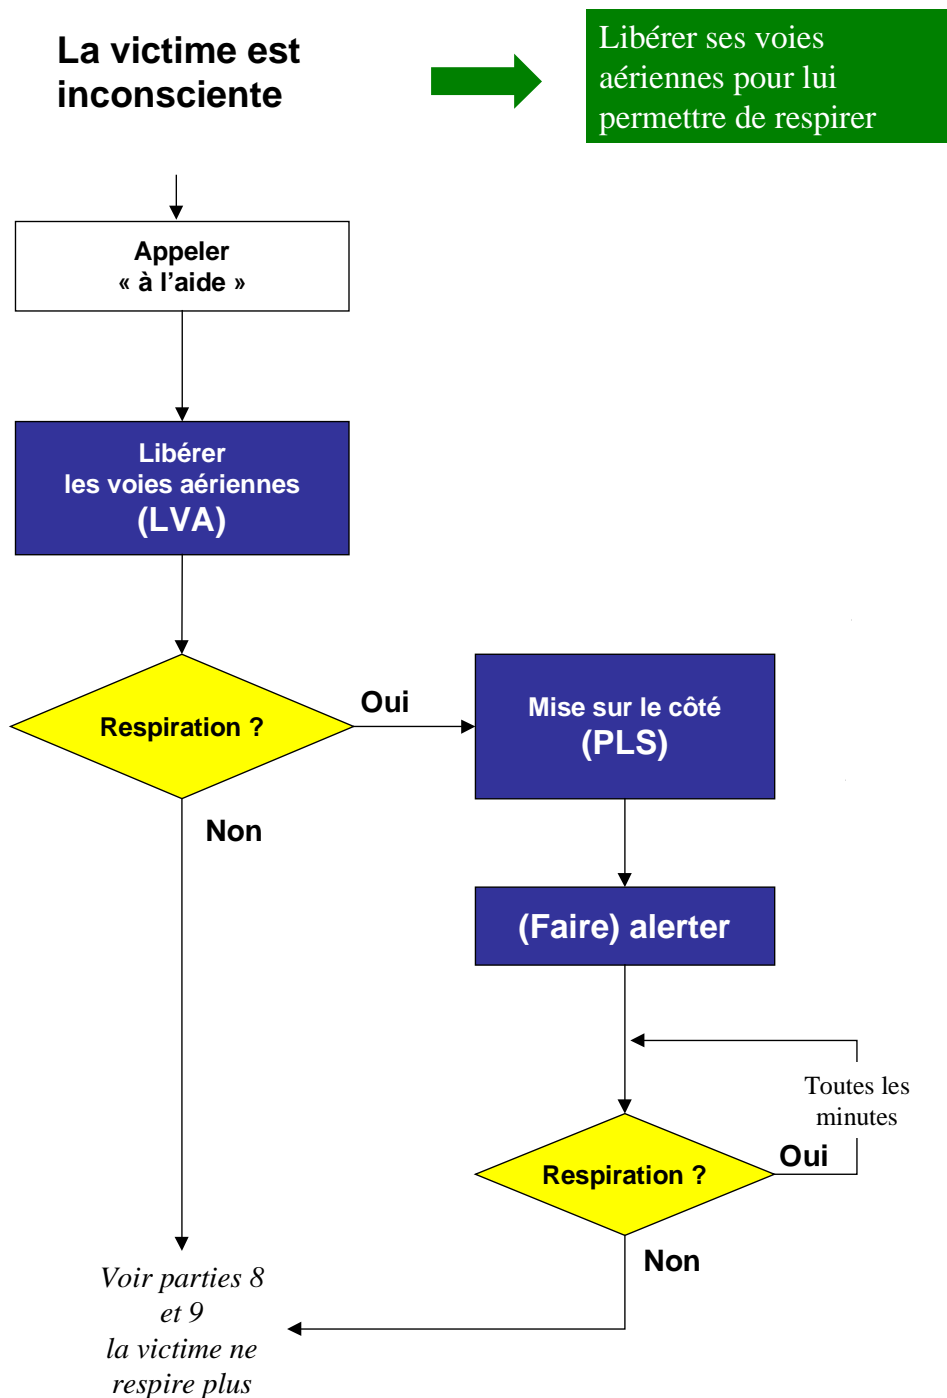 La victime est
inconsciente
Libérer ses voies
aériennes pour lui
permettre de respirer
Appeler
« à l’aide »
Libérer
les voies aériennes
(LVA)
Respiration ?
Oui
Mise sur le côté
(PLS)
Non
(Faire) alerter
Toutes les
minutes
Respiration ?
Oui
Non
Voir parties 8
et 9
la victime ne
respire plus